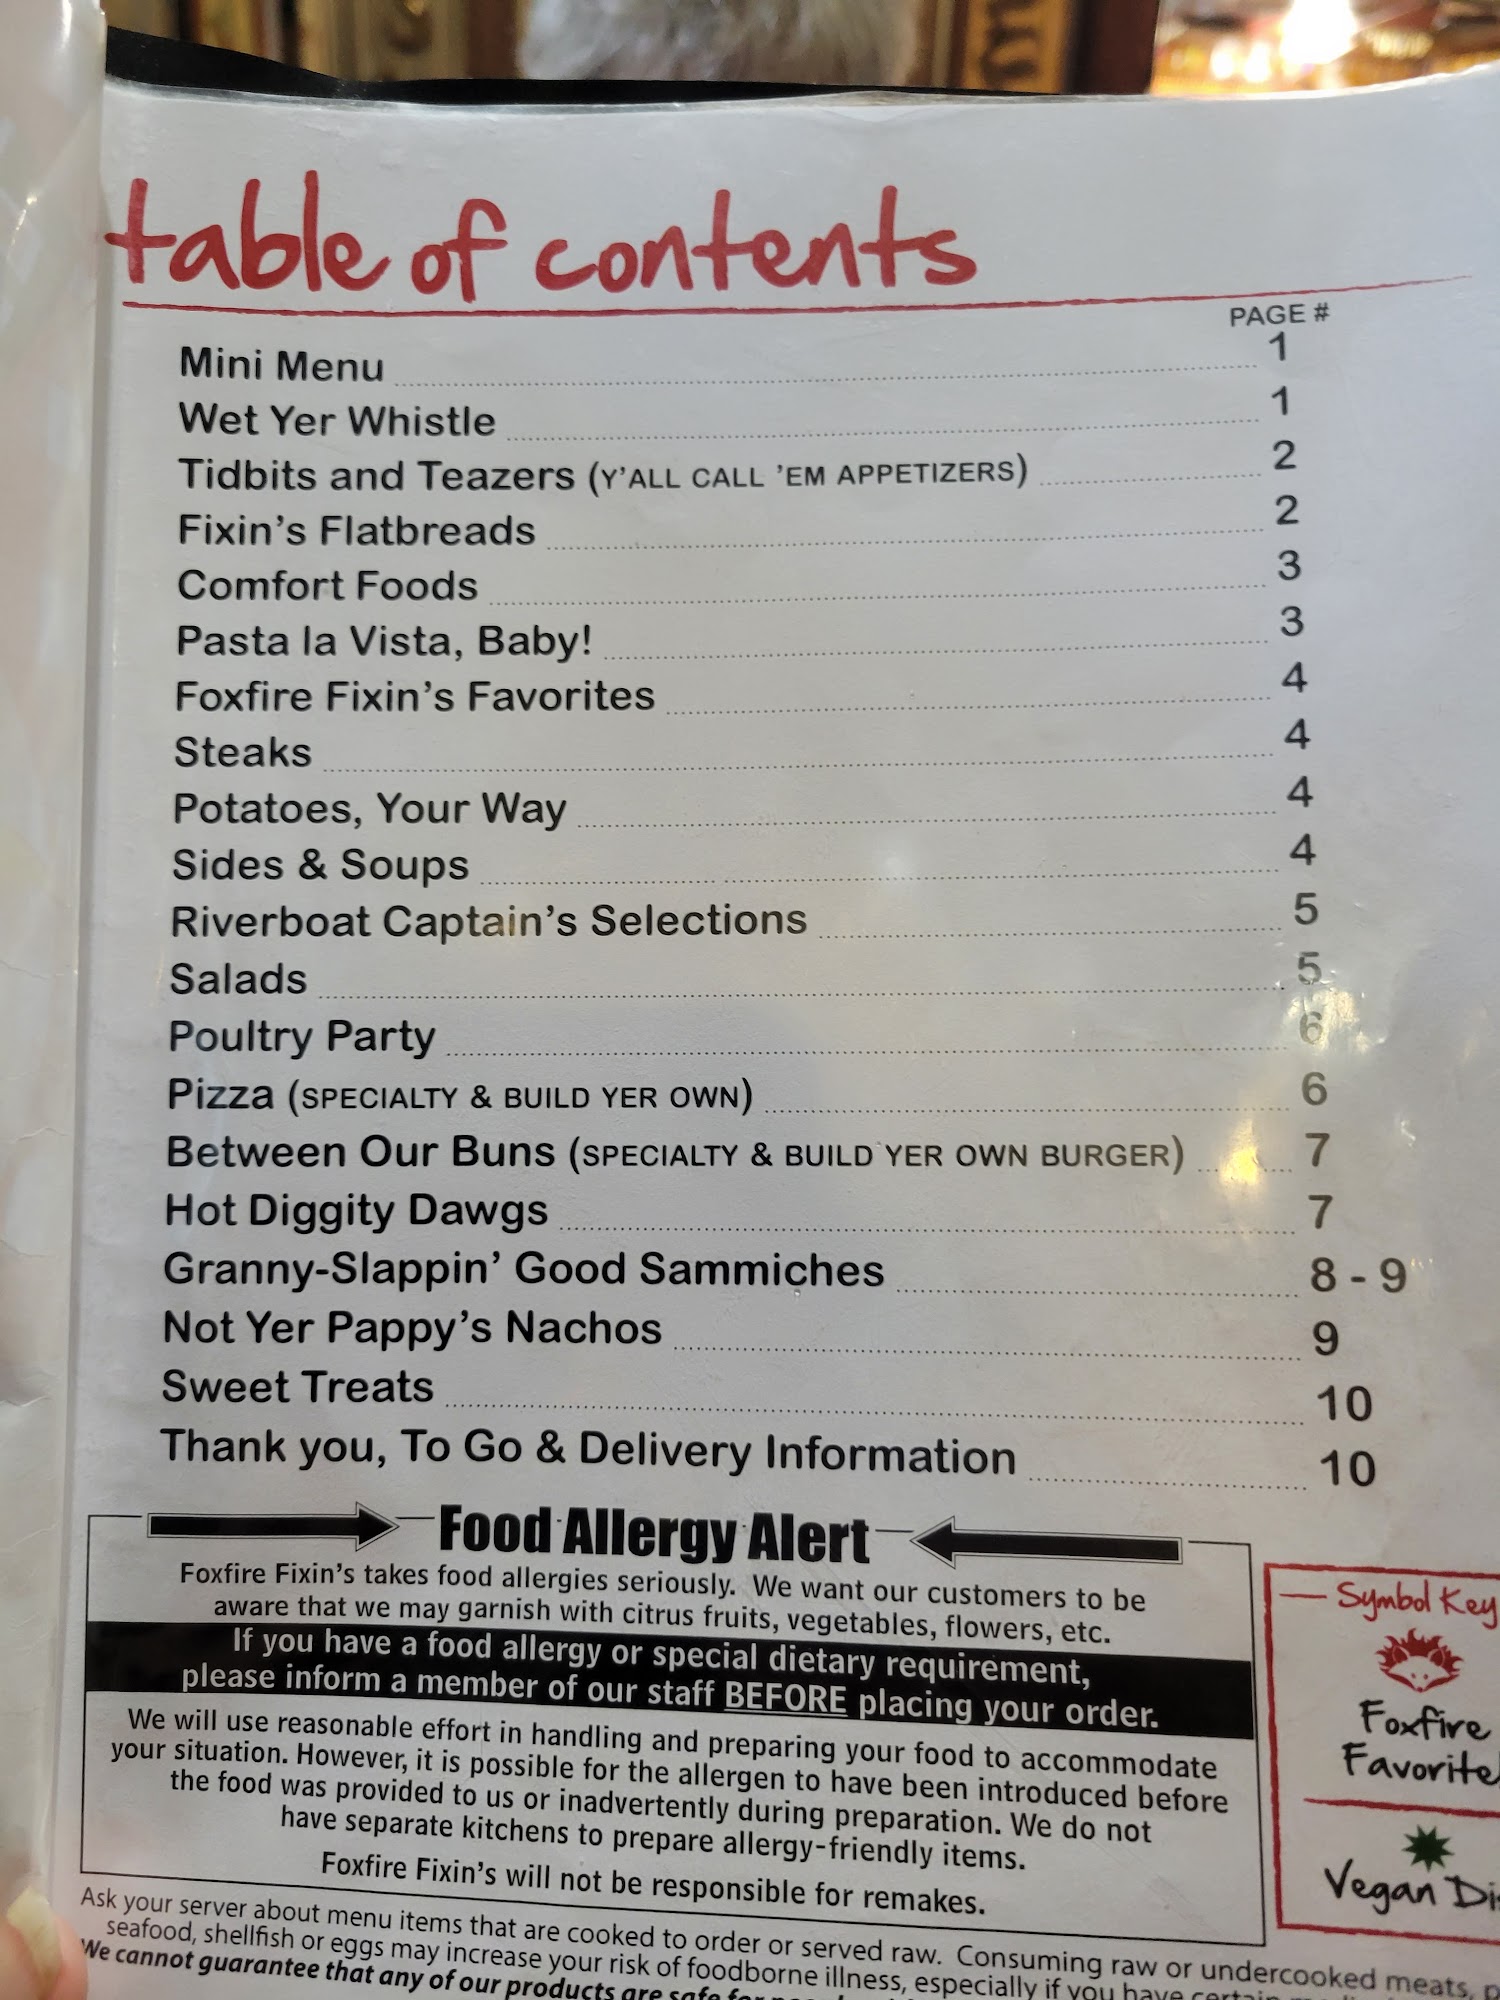 table of contents
PAGE #
Mini Menu 1
Wet Yer Whistle 1
Tidbits and Teazers (Y'ALL CALL 'EM APPETIZERS) 2
Fixin's Flatbreads 2
Comfort Foods 3
Pasta la Vista, Baby! 3
Foxfire Fixin's Favorites 4
Steaks 4
Potatoes, Your Way 4
Sides & Soups 4
Riverboat Captain's Selections 5
Salads 5
Poultry Party 6
Pizza (SPECIALTY & BUILD YER OWN) 6
Between Our Buns (SPECIALTY & BUILD YER OWN BURGER) 7
Hot Diggity Dawgs 7
Granny-Slappin' Good Sammiches 8 - 9
Not Yer Pappy's Nachos 9
Sweet Treats 10
Thank you, To Go & Delivery Information 10
Food Allergy Alert
Foxfire Fixin's takes food allergies seriously. We want our customers to be
aware that we may garnish with citrus fruits, vegetables, flowers, etc.
If you have a food allergy or special dietary requirement,
please inform a member of our staff BEFORE placing your order.
We will use reasonable effort in handling and preparing your food to accommodate
your situation. However, it is possible for the allergen to have been introduced before
the food was provided to us or inadvertently during preparation. We do not
have separate kitchens to prepare allergy-friendly items.
Foxfire Fixin's will not be responsible for remakes.
Symbol Key
Foxfire
Favorite
Vegan
Ask your server about menu items that are cooked to order or served raw. Consuming raw or undercooked meats,
seafood, shellfish or eggs may increase your risk of foodborne illness, especially if you have
We cannot guarantee that any of our products are safe